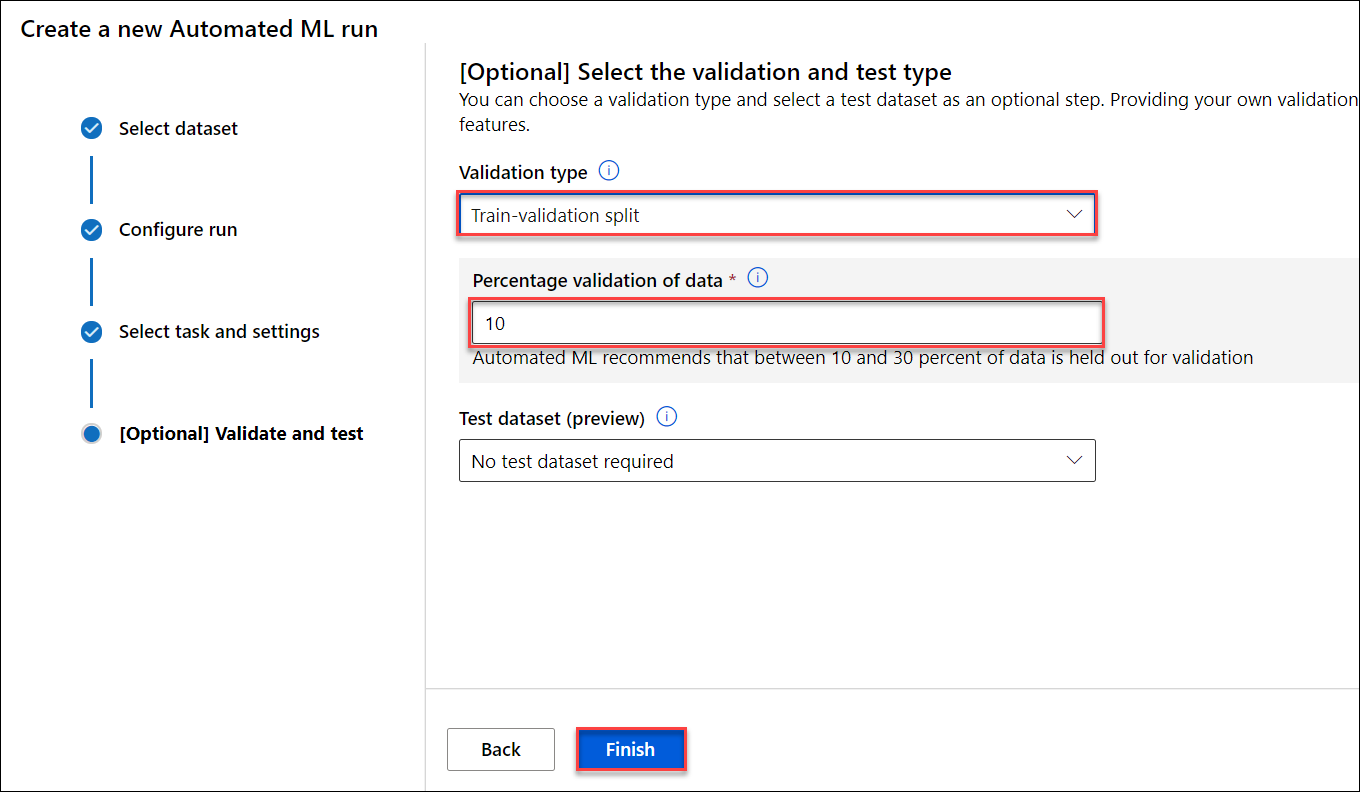 Create a new Automated ML run
Select dataset
Configure run
Select task and settings
[Optional] Validate and test
[Optional] Select the validation and test type
You can choose a validation type and select a test dataset as an optional step. Providing your own validation
features.
Validation type
Train-validation split
Percentage validation of data *
10
Automated ML recommends that between 10 and 30 percent of data is held out for validation
Test dataset (preview)
No test dataset required
Back
Finish